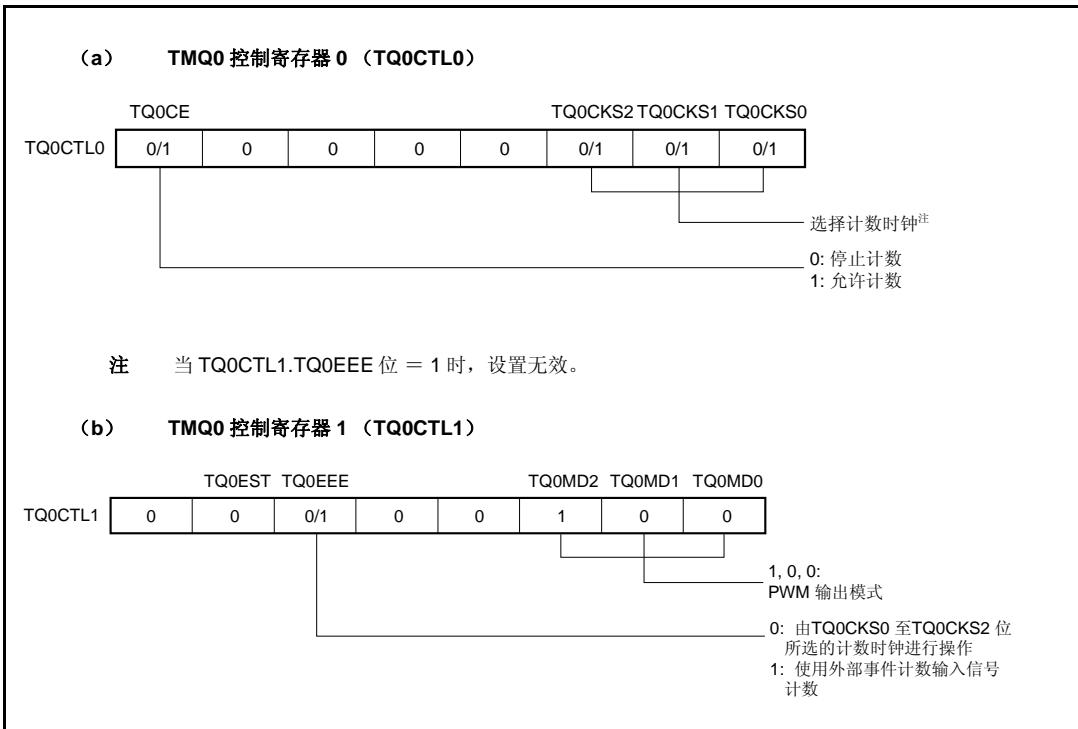 （a） TMQ0 控制寄存器 0 （TQ0CTL0）
TQ0CE TQ0CKS2 TQ0CKS1 TQ0CKS0
TQ0CTL0 0/1 0 0 0 0 0/1 0/1 0/1
选择计数时钟注
0: 停止计数
1: 允许计数
注 当 TQ0CTL1.TQ0EEE 位 = 1 时，设置无效。
（b） TMQ0 控制寄存器 1 （TQ0CTL1）
TQ0EST TQ0EEE TQ0MD2 TQ0MD1 TQ0MD0
TQ0CTL1 0 0 0/1 0 0 1 0 0
1, 0, 0:
PWM 输出模式
0: 由TQ0CKS0 至TQ0CKS2 位
所选的计数时钟进行操作
1: 使用外部事件计数输入信号
计数